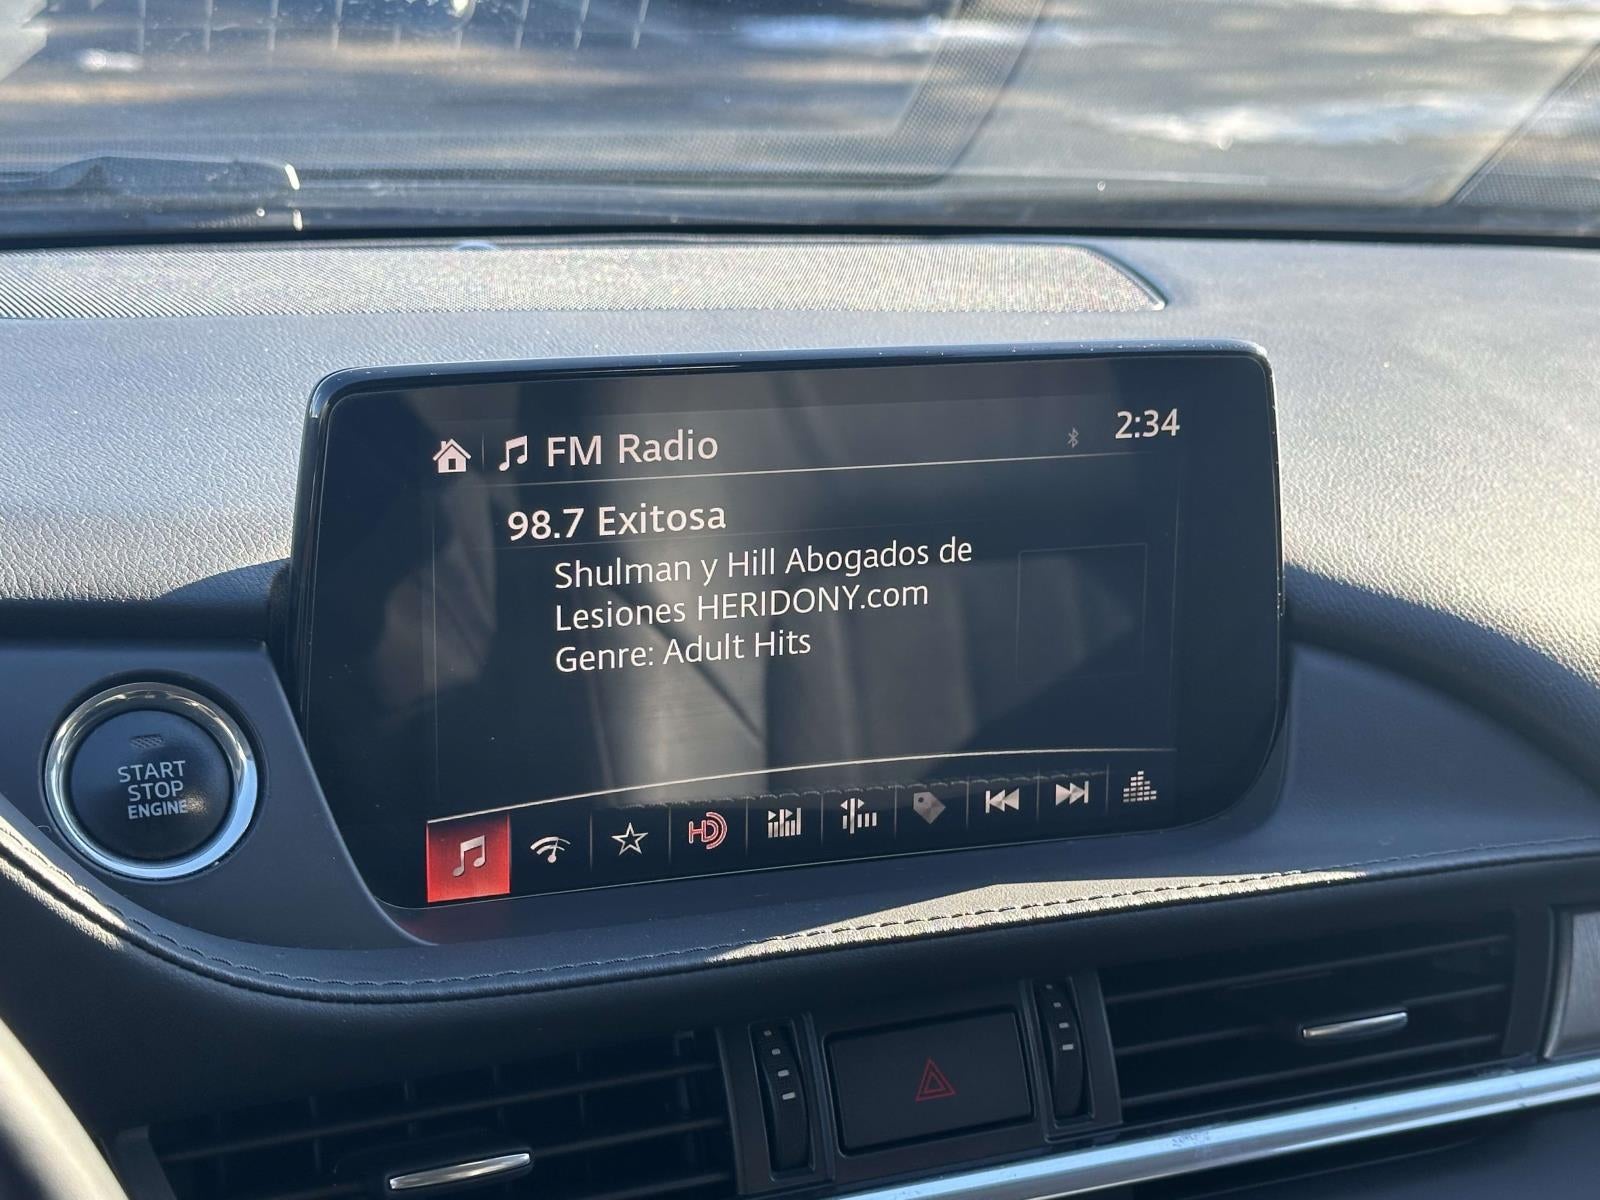 FM Radio
2:34
98.7 Exitosa
Shulman y Hill Abogados de
Lesiones HERIDONY.com
Genre: Adult Hits
HD
START
STOP
ENGINE